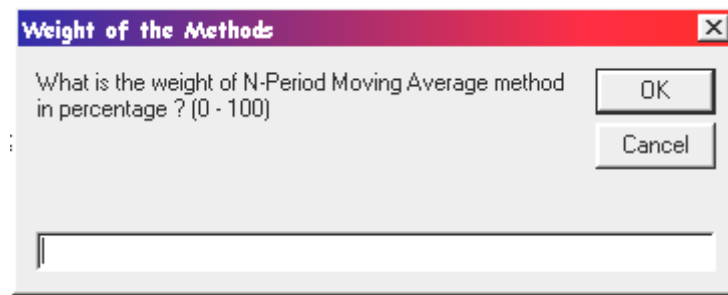 Weight of the Methods
What is the weight of N-Period Moving Average method
in percentage ? (0 - 100)
OK
Cancel